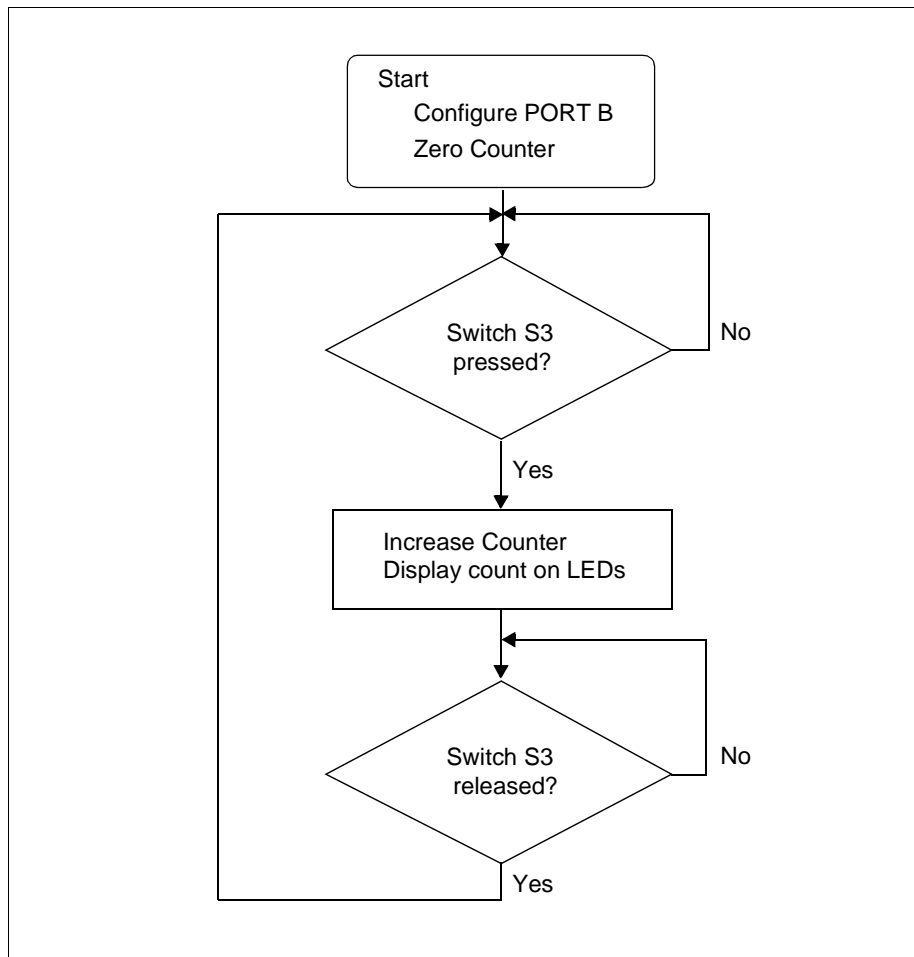 Start
Configure PORT B
Zero Counter
Switch S3
pressed?
No
Yes
Increase Counter
Display count on LEDs
Switch S3
released?
No
Yes